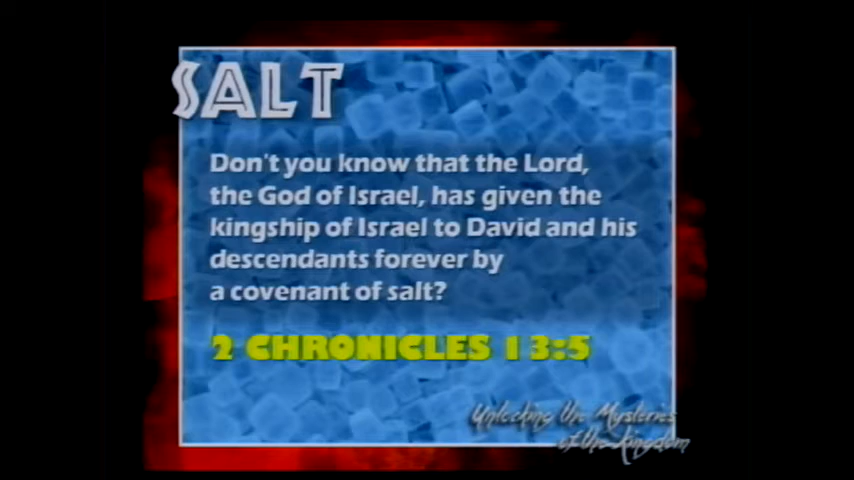 SALT
Don't you know that the Lord,
the God of Israel, has given the
kingship of Israel to David and his
descendants forever by
a covenant of salt?
2 CHRONICLES 13:5
Unlocking the Mysteries
of the Kingdom